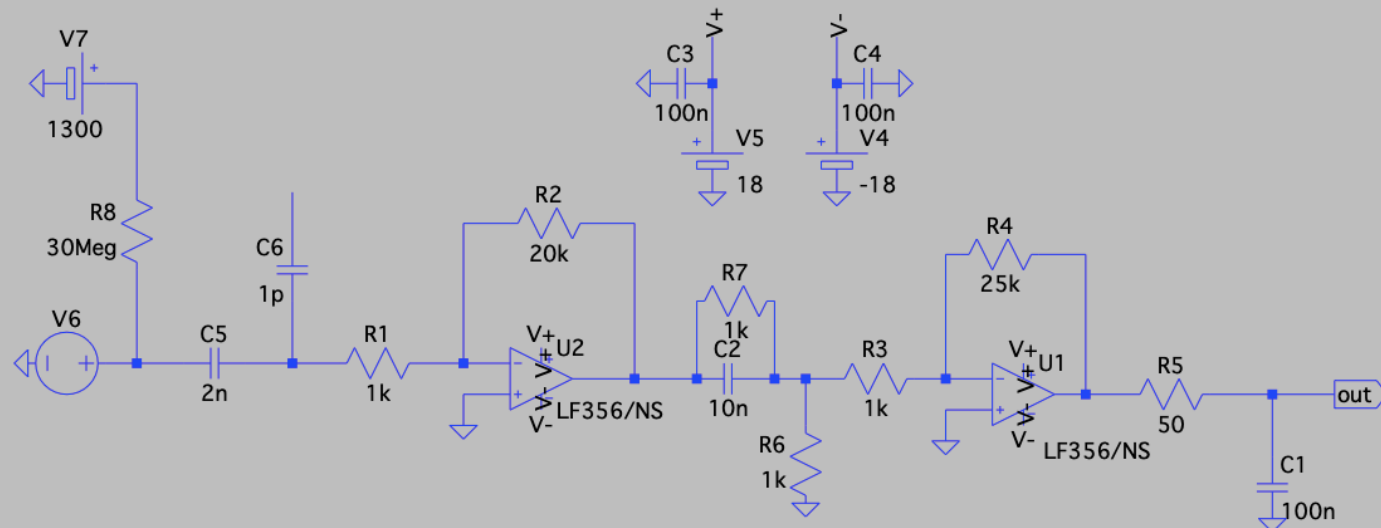 V7
+
1300
R8
30Meg
V6
C5
2n
C6
1p
R1
1k
R2
20k
V+
V+
U2
V-
V-
LF356/NS
V+
C3
100n
V5
+
18
V-
C4
100n
V4
+
-18
R7
1k
C2
10n
R6
1k
R3
1k
R4
25k
V+
V+
U1
V-
V-
LF356/NS
R5
50
out
C1
100n